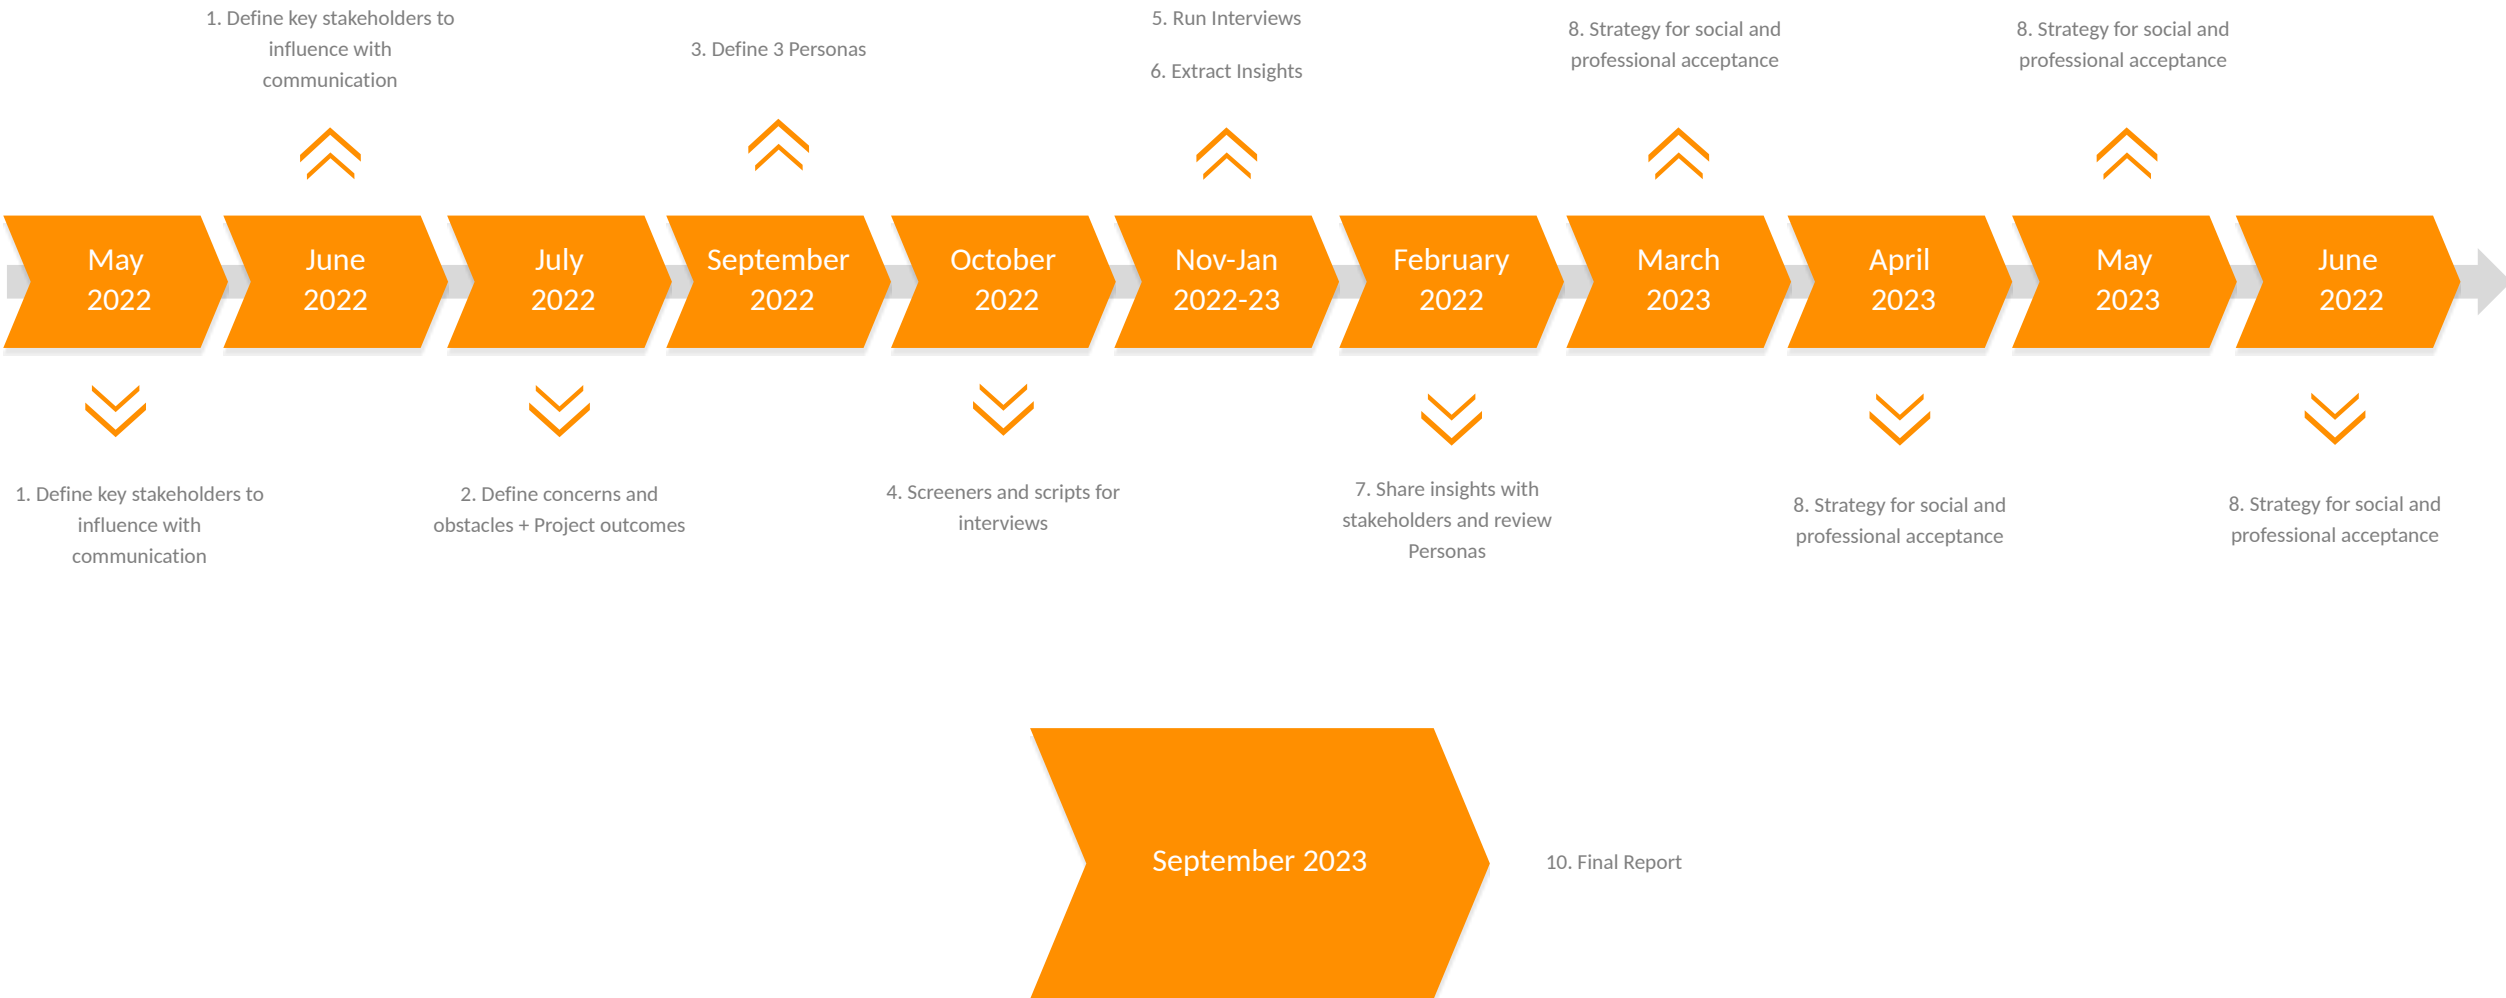 1. Define key stakeholders to
influence with
communication
3. Define 3 Personas
5. Run Interviews
6. Extract Insights
8. Strategy for social and
professional acceptance
8. Strategy for social and
professional acceptance
May
2022
June
2022
July
2022
September
2022
October
2022
Nov-Jan
2022-23
February
2022
March
2023
April
2023
May
2023
June
2022
1. Define key stakeholders to
influence with
communication
2. Define concerns and
obstacles + Project outcomes
4. Screeners and scripts for
interviews
7. Share insights with
stakeholders and review
Personas
8. Strategy for social and
professional acceptance
8. Strategy for social and
professional acceptance
September 2023
10. Final Report